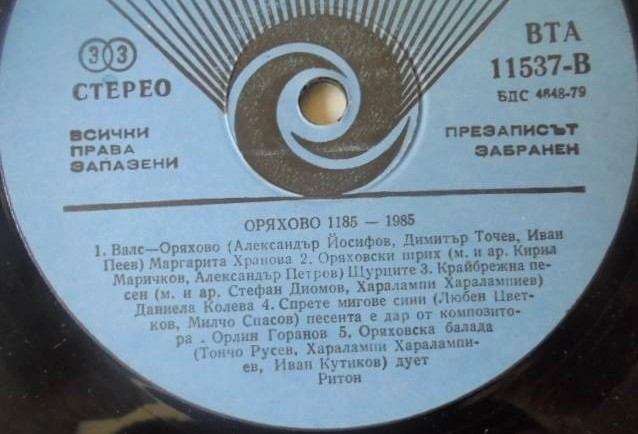 33
СТЕРЕО
ВСИЧКИ
ПРАВА
ЗАПАЗЕНИ
ВТА
11537-В
БДС 4648-79
ПРЕЗАПИСЪТ
ЗАБРАНЕН
ОРЯХОВО 1185 — 1985
1. Валс—Оряхово (Александър Йосифов, Димитър Точев, Иван
Пеев) Маргарита Хранова 2. Оряховски щрих (м. и ар. Кирил
Маричков, Александър Петров) Щурците 3. Крайбрежна пе-
сен (м. и ар. Стефан Диомов, Харалампи Харалампиев)
Даниела Колева 4. Спрете мигове сини (Любен Цвет-
ков, Милчо Спасов) песента е дар от композито-
ра . Орлин Горанов 5. Оряховска балада
(Тончо Русев, Харалампи Харалампи-
ев, Иван Кутиков) дует
Ритон